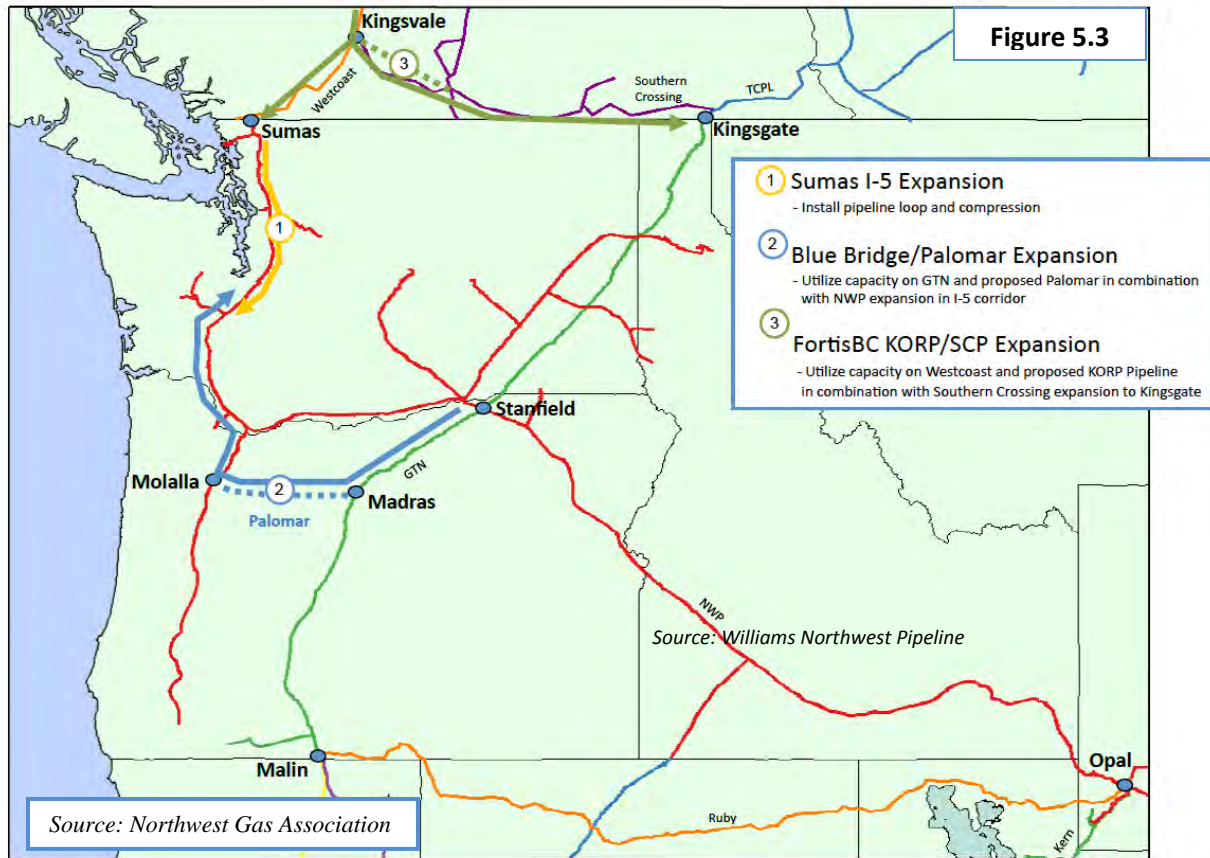 Figure 5.3
Kingsvale
3
Westcoast
Southern
Crossing
TCPL
Sumas
Kingsgate
1 Sumas I-5 Expansion
- Install pipeline loop and compression
2 Blue Bridge/Palomar Expansion
- Utilize capacity on GTN and proposed Palomar in combination
with NWP expansion in I-5 corridor
3 FortisBC KORP/SCP Expansion
- Utilize capacity on Westcoast and proposed KORP Pipeline
in combination with Southern Crossing expansion to Kingsgate
1
Stanfield
GTN
Molalla
2
Madras
Palomar
NWP
Source: Williams Northwest Pipeline
Malin
Opal
Ruby
Kern
Source: Northwest Gas Association